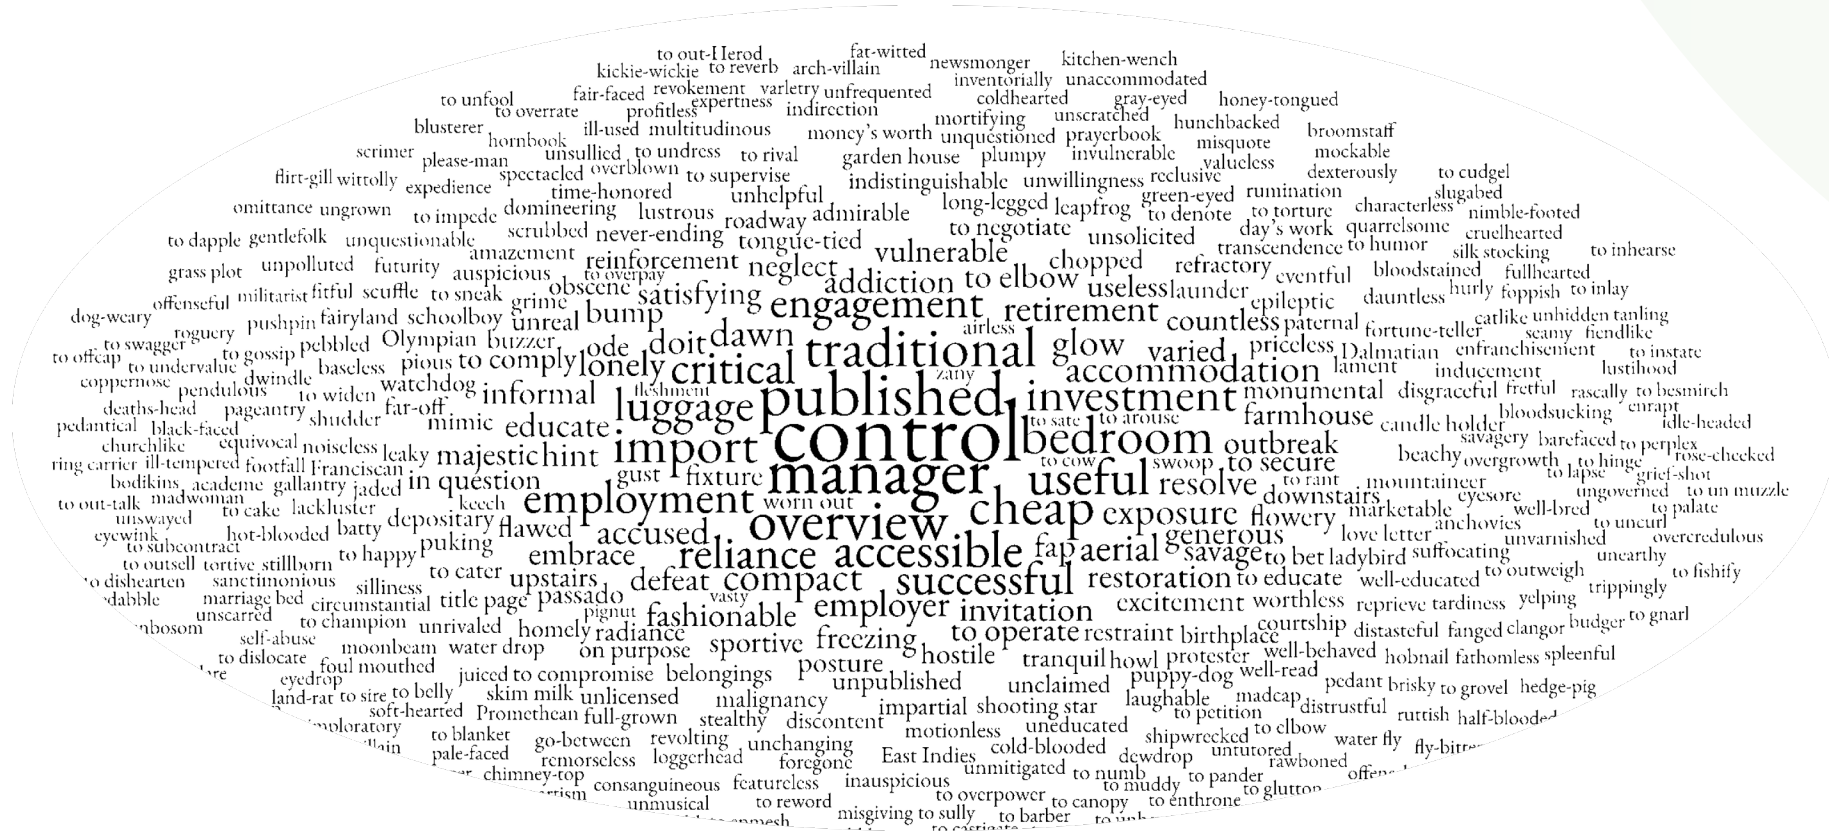 to out-Herod fat-witted newsmonger kitchen-wench
kickie-wickie to reverb arch-villain inventorially unaccommodated
fair-faced revokement varletry unfrequented coldhearted gray-eyed honey-tongued
to unfool to overrate profitless expertness indirection mortifying unscratched hunchbacked broomstaff
blusterer hornbook ill-used multitudinous money's worth unquestioned prayerbook misquote mockable
scrimer please-man unsullied to undress to rival garden house plumpy invulnerable valueless dexterously to cudgel
flirt-gill wittolly expedience spectacled overblown to supervise indistinguishable unwillingness reclusive rumination slugabed
time-honored unhelpful long-legged leapfrog green-eyed characterless nimble-footed
omittance ungrown to impede domineering lustrous roadway admirable to denote to torture quarrelsome cruelhearted
to dapple gentlefolk unquestionable scrubbed never-ending tongue-tied to negotiate unsolicited day's work to humor silk stocking to inhearse
amazement reinforcement neglect vulnerable chopped refractory transcendence bloodstained fullhearted
grass plot unpolluted futurity auspicious to overpay addiction to elbow useless launder eventful dauntless hurly foppish to inlay
offenseful militarist fitful scuffle to sneak grime obscene satisfying engagement retirement epileptic catlike unhidden tanling
dog-weary roguery pushpin fairyland schoolboy unreal bump airless countless paternal fortune-teller seamy fiendlike
to swagger to gossip pebbled Olympian buzzer ode doit dawn traditional glow varied priceless Dalmatian enfranchisement to instate
to offcap to undervalue dwindle baseless pious to comply lonely critical zany accommodation lament inducement lustihood
coppernose pendulous to widen watchdog informal fleshment published investment monumental disgraceful fretful rascally to besmirch
deaths-head pageantry shudder far-off luggage to sate to arouse farmhouse candle holder bloodsucking enrapt idle-headed
pedantical black-faced mimic educate import control bedroom outbreak savagery barefaced to perplex
churchlike equivocal noiseless leaky majestic hint to cow swoop to secure beachy overgrowth to hinge rose-cheeked
ring carrier ill-tempered footfall Franciscan in question gust fixture manager useful resolve to rant mountaineer to lapse grief-shot
bodikins academe gallantry jaded keech employment worn out downstairs eyesore ungoverned to un muzzle
to out-talk madwoman to cake lackluster overview cheap exposure flowery marketable anchovies well-bred to palate
unswayed hot-blooded batty depositary flawed accused generous love letter unvarnished to uncurl overcredulous
eyewink to subcontract to happy puking embrace reliance accessible fap aerial savage to bet ladybird suffocating unearthy
to outsell tortive stillborn to cater upstairs defeat compact successful restoration to educate well-educated to outweigh to fishify
to dishearten sanctimonious silliness vasty trippingly
dabble marriage bed circumstantial title page passado pignut fashionable employer invitation excitement worthless reprieve tardiness yelping
unscarred to champion unrivaled homely radiance to operate restraint birthplace courtship distasteful fanged clangor budger to gnarl
self-abuse moonbeam water drop on purpose sportive freezing hostile tranquil howl protester well-behaved hobnail fathomless spleenful
to dislocate foul mouthed juiced to compromise belongings posture unclaimed puppy-dog well-read pedant brisky to grovel hedge-pig
eyedrop skim milk unlicensed malignancy unpublished laughable madcap distrustful
land-rat to sire to belly impartial shooting star to petition ruttish half-blooded
soft-hearted Promethean full-grown stealthy discontent motionless uneducated shipwrecked to elbow water fly
to blanket go-between revolting unchanging East Indies cold-blooded dewdrop untutored
pale-faced remorseless loggerhead foregone unmitigated to numb to pander rawboned
chimney-top consanguineous featureless inauspicious to muddy to glutton
unmusical to reword to overpower to canopy to enthrone
misgiving to sully to barber